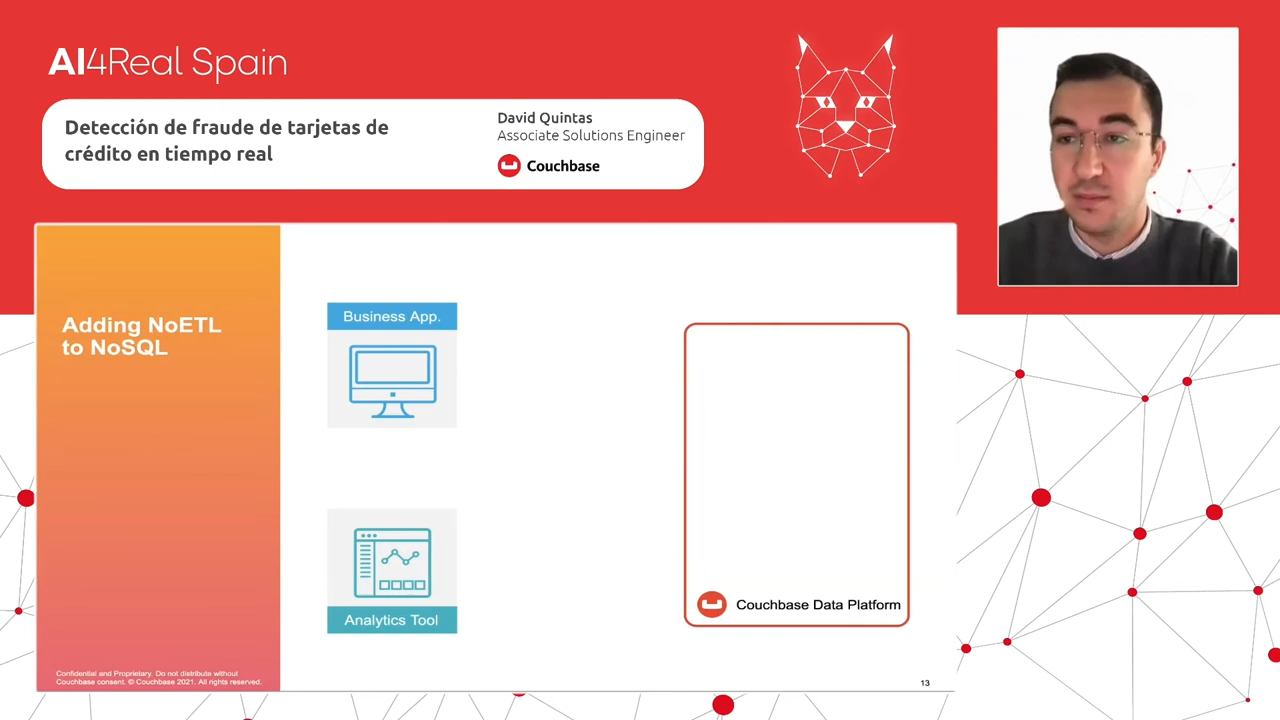 AI4Real Spain
Detección de fraude de tarjetas de
crédito en tiempo real
David Quintas
Associate Solutions Engineer
Couchbase
Adding NoETL
to NoSQL
Business App.
Analytics Tool
Couchbase Data Platform
Confidential and Proprietary. Do not distribute without
Couchbase consent. © Couchbase 2021. All rights reserved.
13